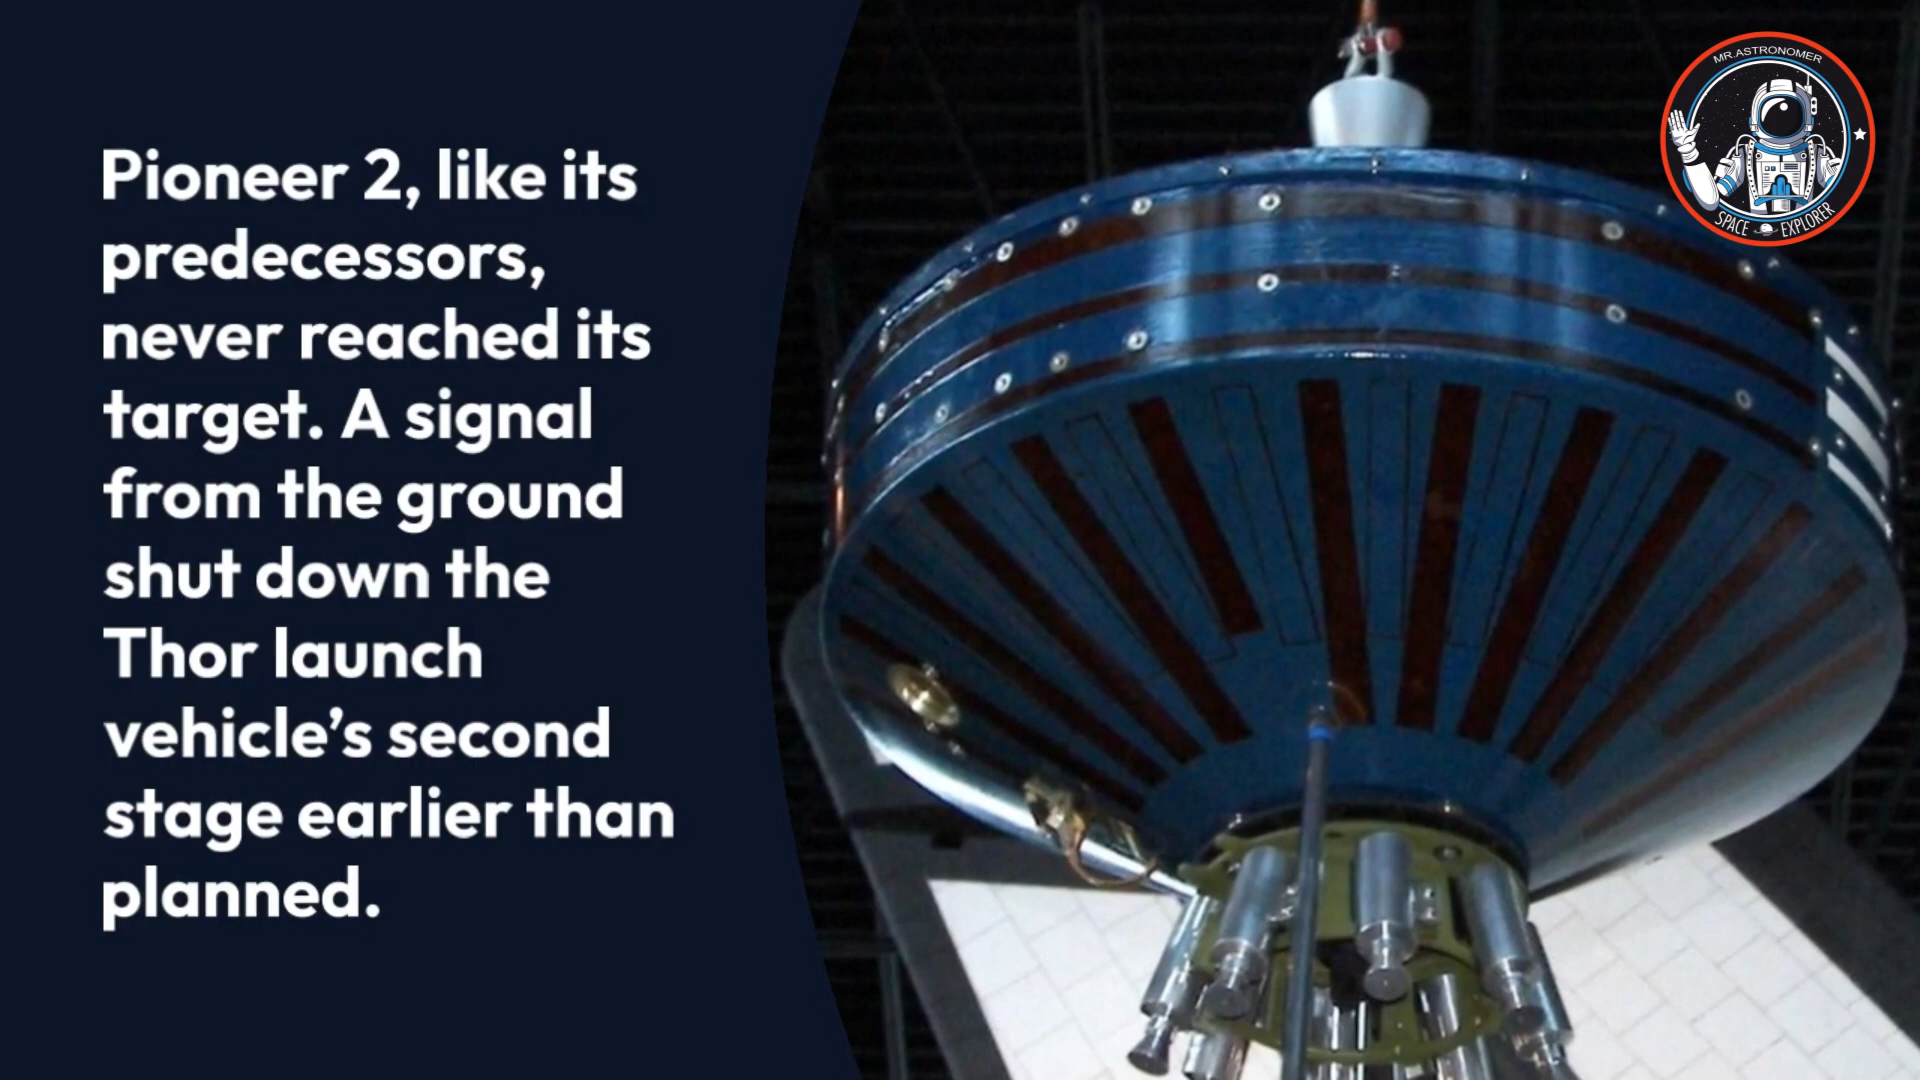 Pioneer 2, like its
predecessors,
never reached its
target. A signal
from the ground
shut down the
Thor launch
vehicle’s second
stage earlier than
planned.
MR.ASTRONOMER
SPACE EXPLORER